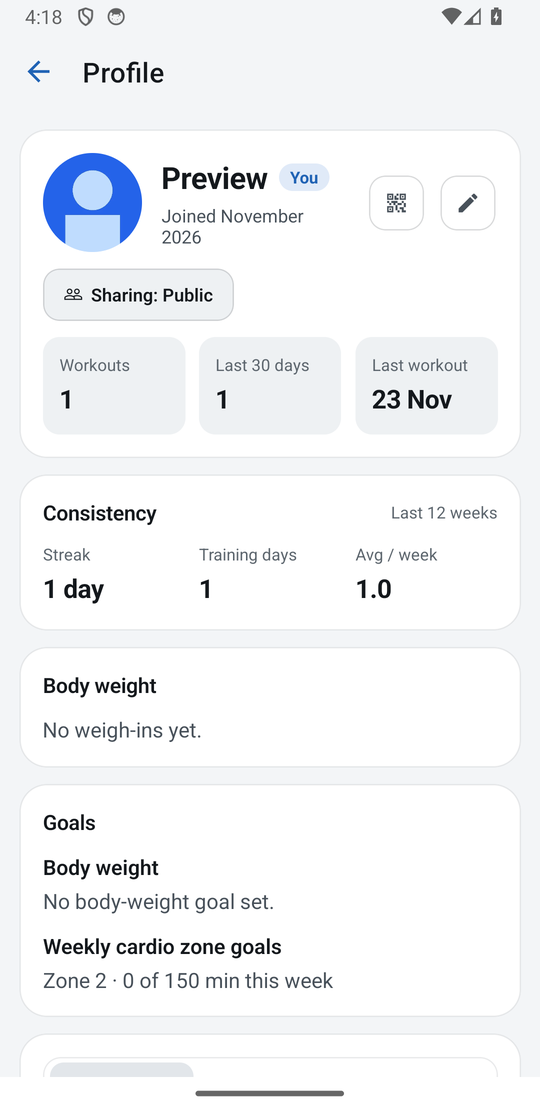 4:18
Profile
Preview
You
Joined November
2026
Sharing: Public
Workouts
1
Last 30 days
1
Last workout
23 Nov
Consistency
Last 12 weeks
Streak
1 day
Training days
1
Avg / week
1.0
Body weight
No weigh-ins yet.
Goals
Body weight
No body-weight goal set.
Weekly cardio zone goals
Zone 2 · 0 of 150 min this week